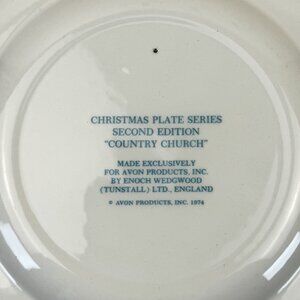 CHRISTMAS PLATE SERIES
SECOND EDITION
"COUNTRY CHURCH"
MADE EXCLUSIVELY
FOR AVON PRODUCTS, INC.
BY ENOCH WEDGWOOD
(TUNSTALL) LTD., ENGLAND
© AVON PRODUCTS, INC. 1974